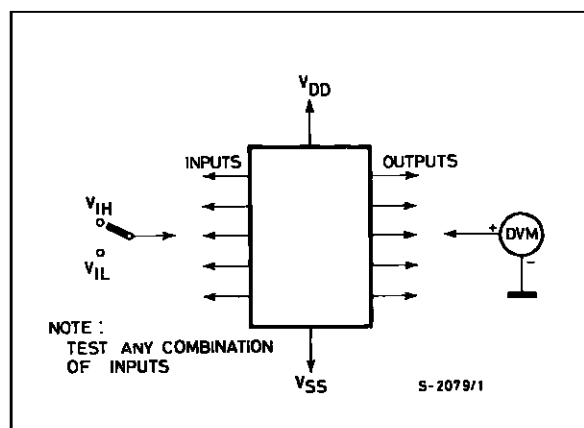 VDD
INPUTS
OUTPUTS
VIH
VIL
+
DVM
-
NOTE :
TEST ANY COMBINATION
OF INPUTS
VSS
S-2079/1